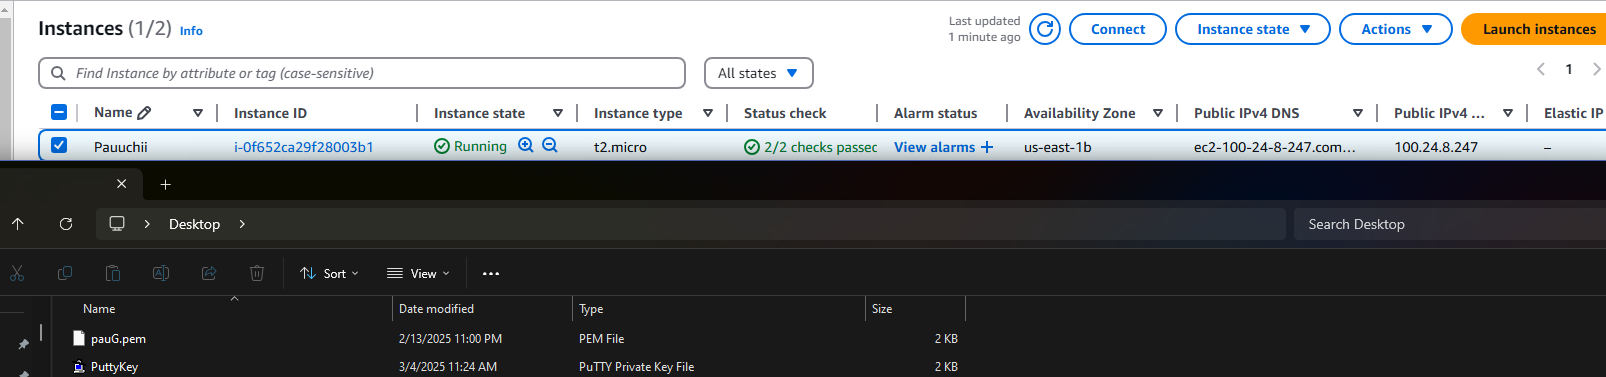 Instances (1/2) Info
Last updated
1 minute ago
Connect
Instance state
Actions
Launch instances
Find Instance by attribute or tag (case-sensitive)
All states
1
Name Instance ID Instance state Instance type Status check Alarm status Availability Zone Public IPv4 DNS Public IPv4 ... Elastic IP
Pauuchii i-0f652ca29f28003b1 Running t2.micro 2/2 checks passed View alarms + us-east-1b ec2-100-24-8-247.com... 100.24.8.247 –
Desktop
Search Desktop
Sort View ...
Name Date modified Type Size
pauG.pem 2/13/2025 11:00 PM PEM File 2 KB
PuttyKey 3/4/2025 11:24 AM PuTTY Private Key File 2 KB